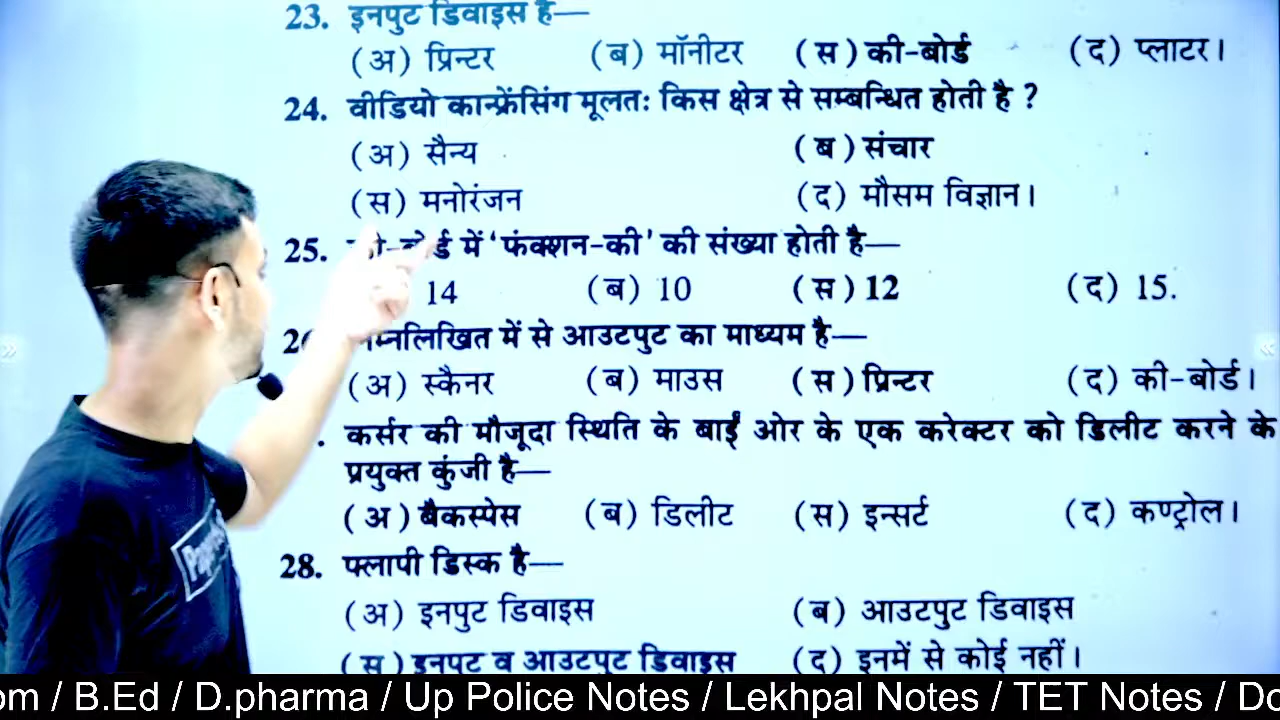 23. इनपुट डिवाइस है—
(अ) प्रिन्टर (ब) मॉनीटर (स) की-बोर्ड (द) प्लाटर।
24. वीडियो कान्फ्रेंसिंग मूलतः किस क्षेत्र से सम्बन्धित होती है ?
(अ) सैन्य (ब) संचार
(स) मनोरंजन (द) मौसम विज्ञान।
25. में 'फंक्शन-की' की संख्या होती है—
14 (ब) 10 (स) 12 (द) 15.
में से आउटपुट का माध्यम है—
(अ) स्कैनर (ब) माउस (स) प्रिन्टर (द) की-बोर्ड।
. कर्सर की मौजूदा स्थिति के बाईं ओर के एक करेक्टर को डिलीट करने के
प्रयुक्त कुंजी है—
(अ) बैकस्पेस (ब) डिलीट (स) इन्सर्ट (द) कण्ट्रोल।
28. फ्लापी डिस्क है—
(अ) इनपुट डिवाइस (ब) आउटपुट डिवाइस
(स) इनपुट व आउटपुट डिवाइस (द) इनमें से कोई नहीं।
om / B.Ed / D.pharma / Up Police Notes / Lekhpal Notes / TET Notes / Do